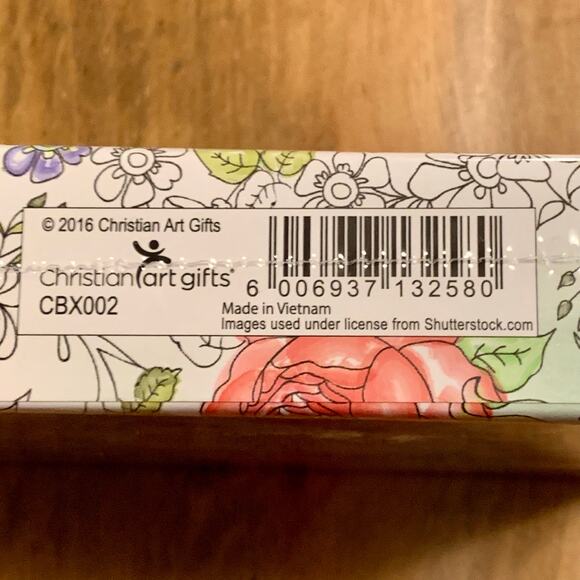 © 2016 Christian Art Gifts
christian art gifts®
CBX002
6 006937 132580
Made in Vietnam
Images used under license from Shutterstock.com